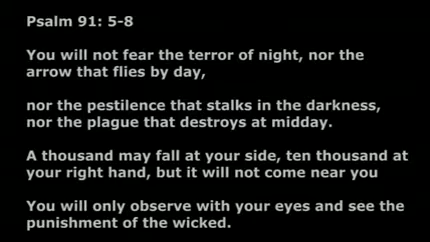 Psalm 91: 5-8
You will not fear the terror of night, nor the
arrow that flies by day,
nor the pestilence that stalks in the darkness,
nor the plague that destroys at midday.
A thousand may fall at your side, ten thousand at
your right hand, but it will not come near you
You will only observe with your eyes and see the
punishment of the wicked.